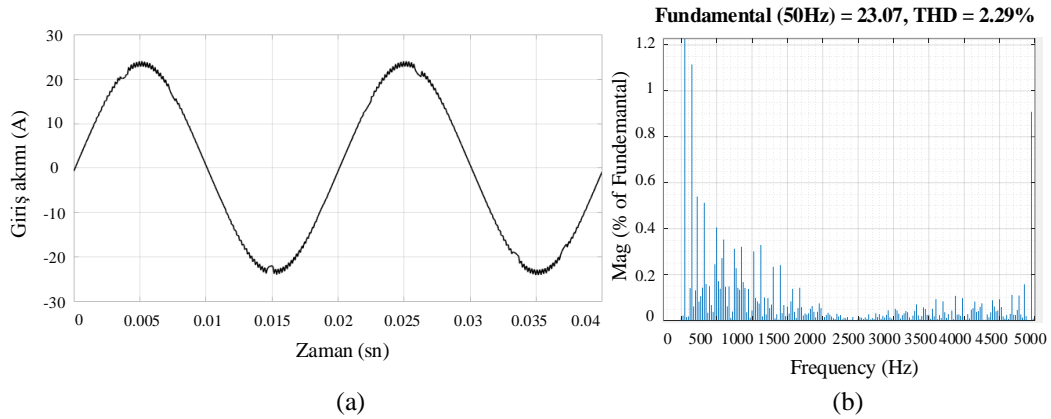 Fundamental (50Hz) = 23.07, THD = 2.29%
30
20
10
0
-10
-20
-30
Giriş akımı (A)
0 0.005 0.01 0.015 0.02 0.025 0.03 0.035 0.04
Zaman (sn)
(a)
1.2
1
0.8
0.6
0.4
0.2
0
Mag (% of Fundemantal)
0 500 1000 1500 2000 2500 3000 3500 4000 4500 5000
Frequency (Hz)
(b)